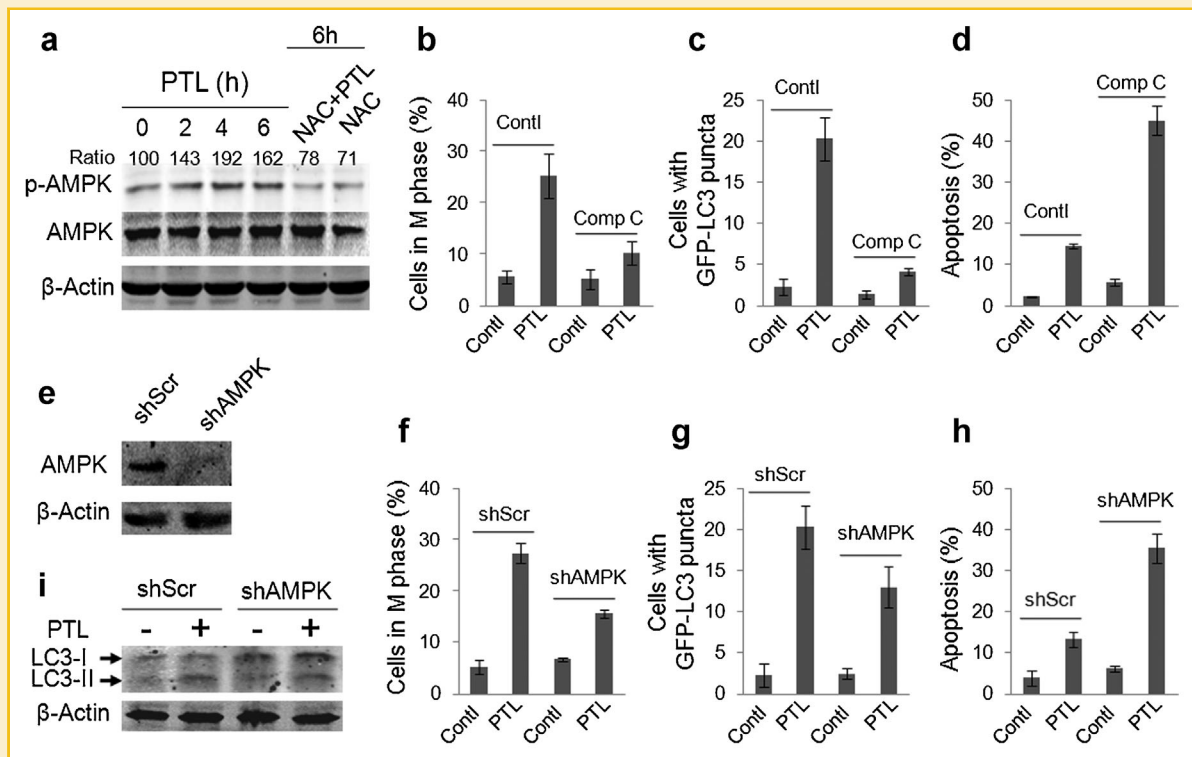 a
6h
PTL (h)
NAC+PTL
NAC
0 2 4 6
Ratio 100 143 192 162 78 71
p-AMPK
AMPK
β-Actin
b
Cells in M phase (%)
40
30
20
10
0
Contl
Comp C
Contl PTL Contl PTL
c
Cells with
GFP-LC3 puncta
25
20
15
10
5
0
Contl
Comp C
Contl PTL Contl PTL
d
Apoptosis (%)
50
40
30
20
10
0
Contl
Comp C
Contl PTL Contl PTL
e
shScr shAMPK
AMPK
β-Actin
f
Cells in M phase (%)
40
30
20
10
0
shScr
shAMPK
Contl PTL Contl PTL
g
Cells with
GFP-LC3 puncta
25
20
15
10
5
0
shScr
shAMPK
Contl PTL Contl PTL
h
Apoptosis (%)
50
40
30
20
10
0
shScr
shAMPK
Contl PTL Contl PTL
i
shScr shAMPK
PTL - + - +
LC3-I
LC3-II
β-Actin